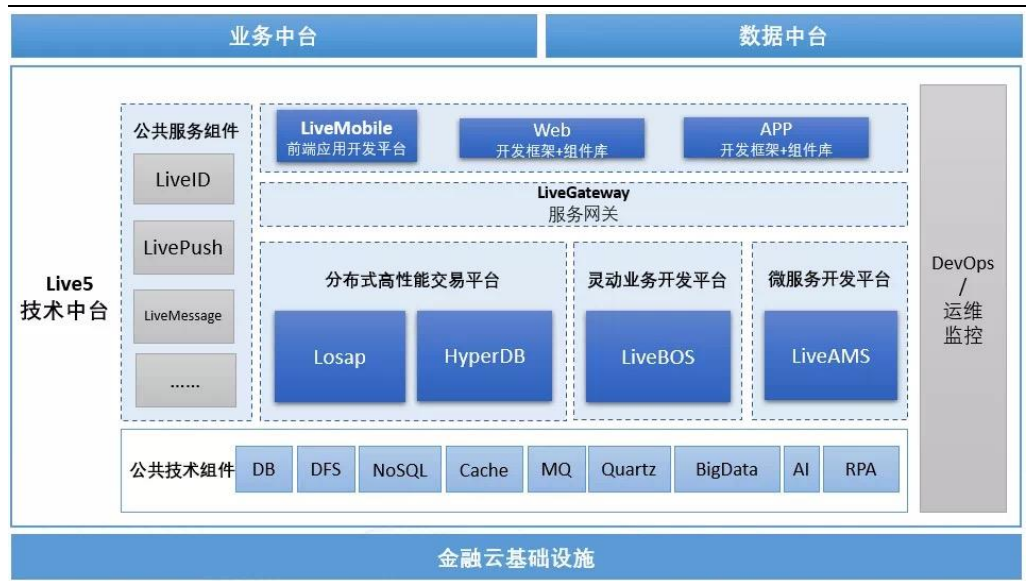 业务中台
数据中台
Live5
技术中台
公共服务组件
LiveID
LivePush
LiveMessage
......
LiveMobile
前端应用开发平台
Web
开发框架+组件库
APP
开发框架+组件库
LiveGateway
服务网关
分布式高性能交易平台
Losap
HyperDB
灵动业务开发平台
LiveBOS
微服务开发平台
LiveAMS
公共技术组件
DB
DFS
NoSQL
Cache
MQ
Quartz
BigData
AI
RPA
DevOps
/
运维
监控
金融云基础设施